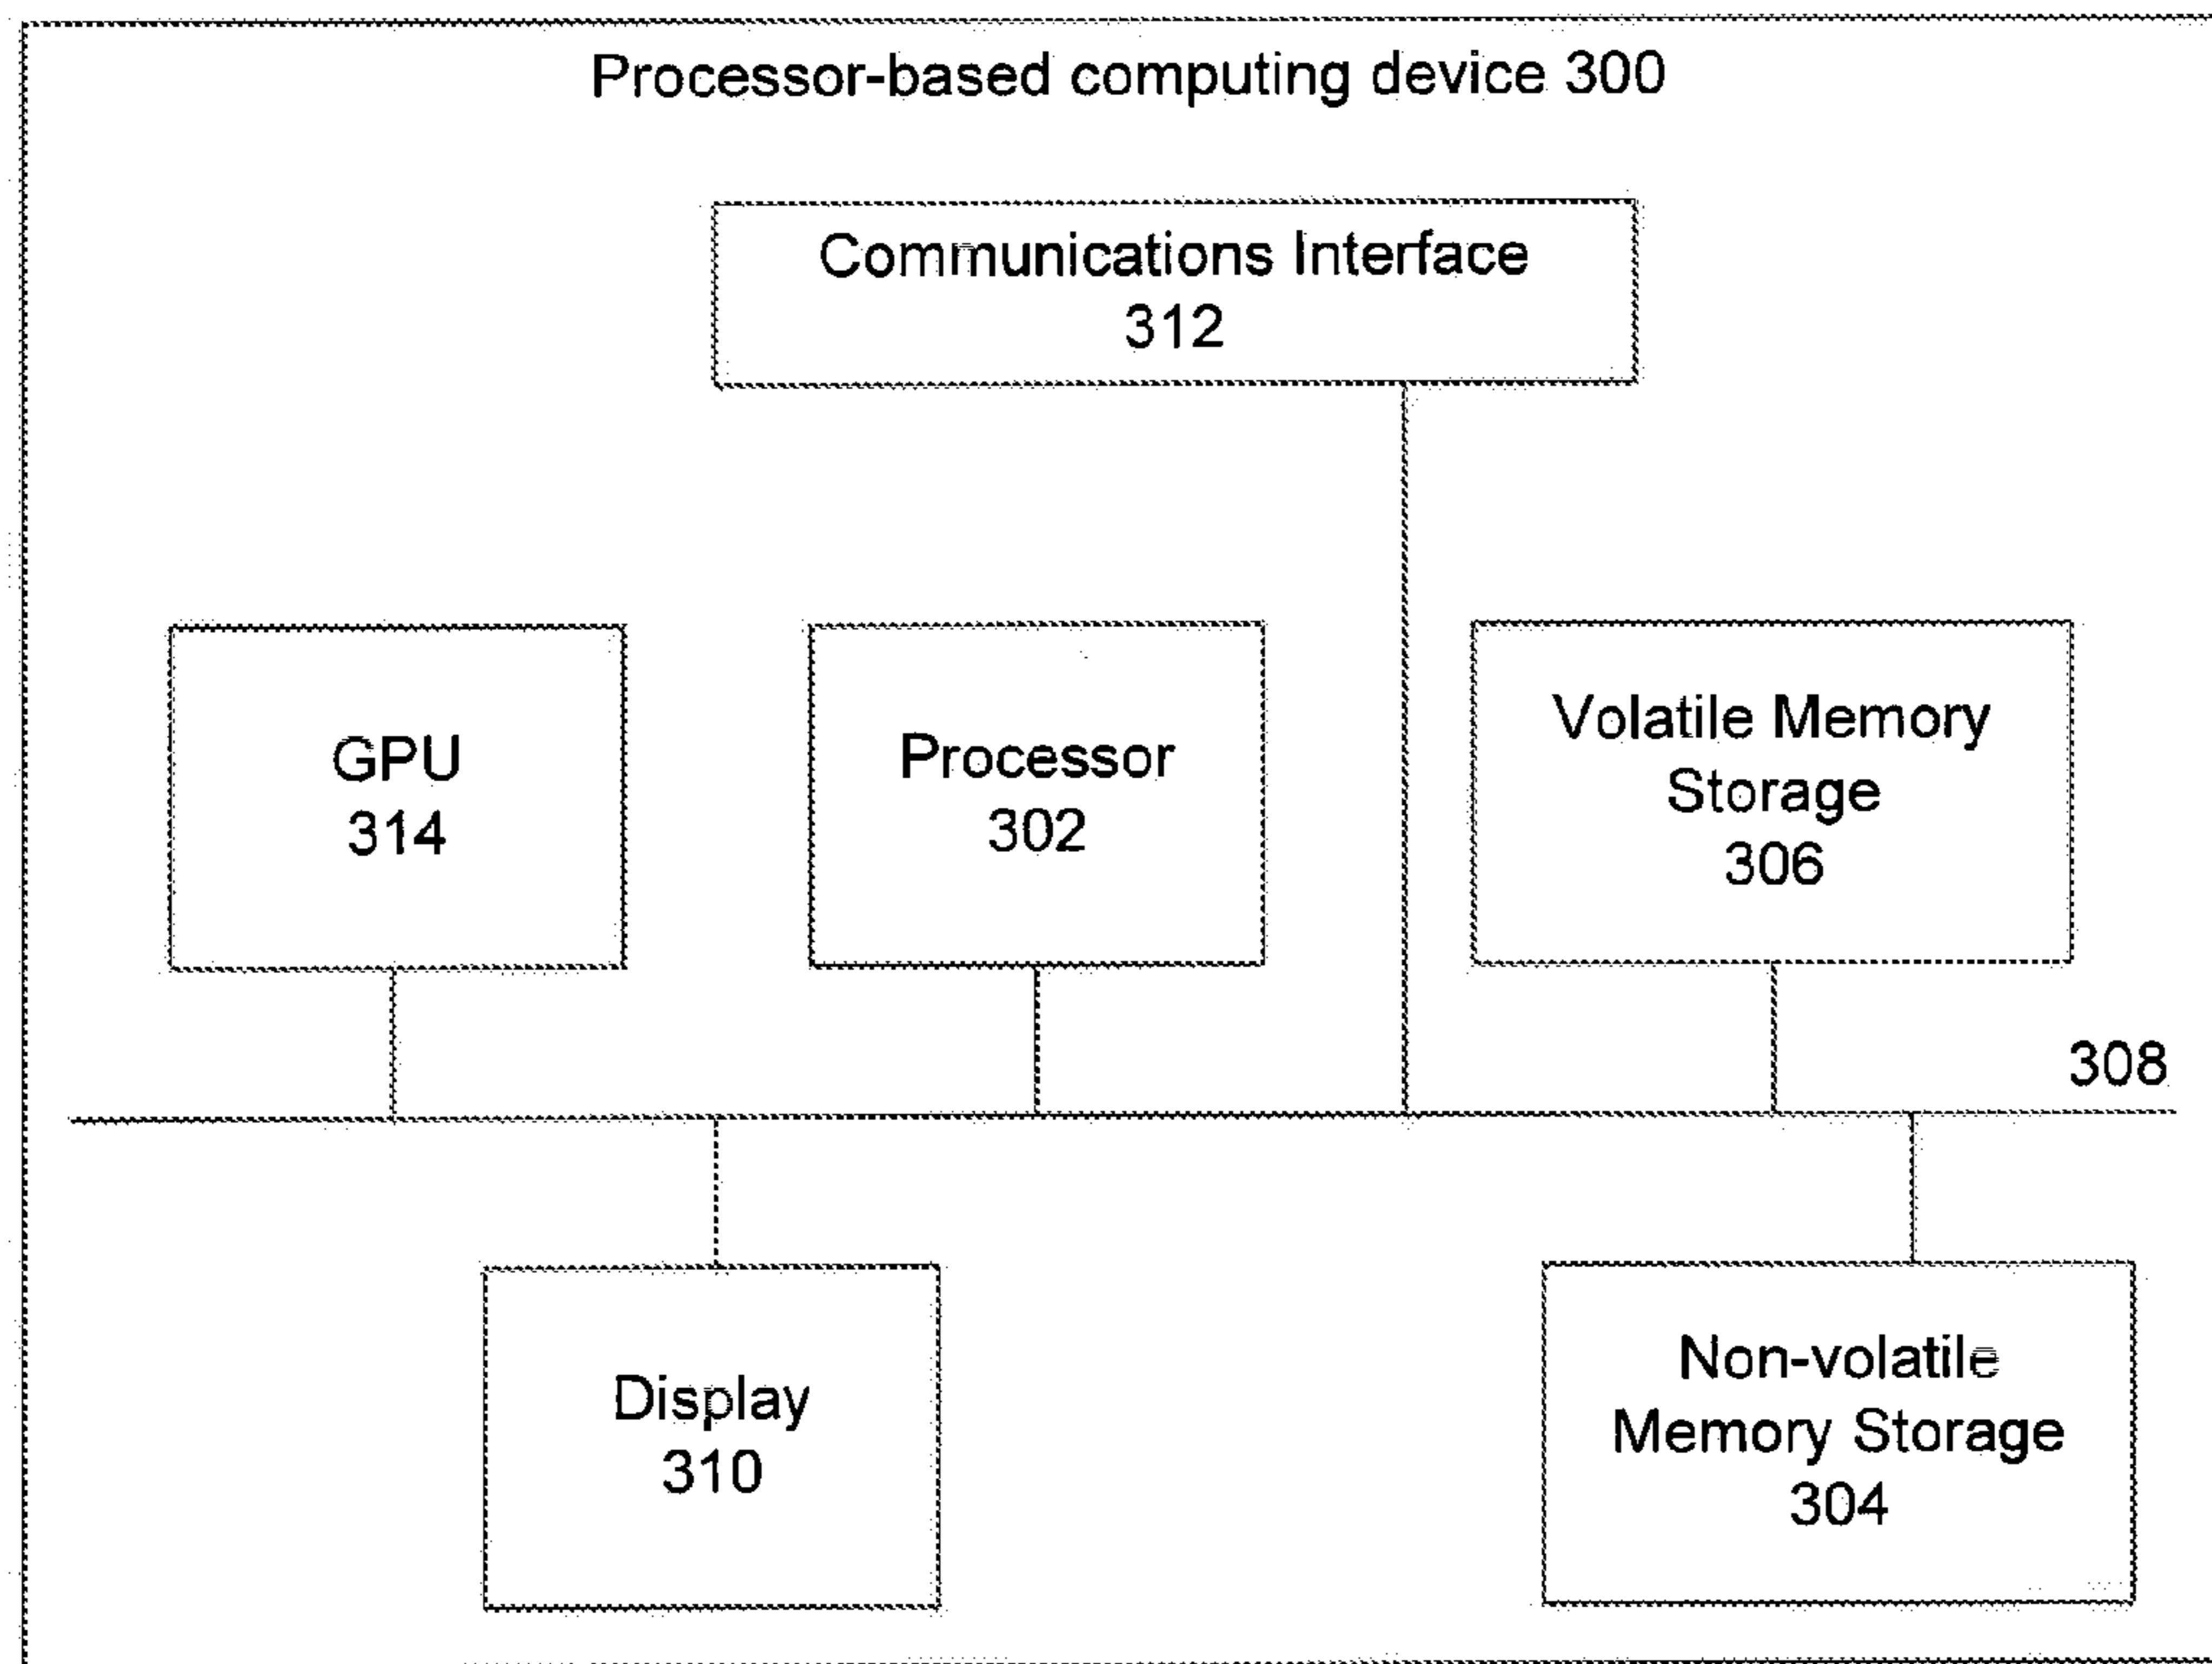 Processor-based computing device 300
Communications Interface
312
GPU
314
Processor
302
Volatile Memory
Storage
306
308
Display
310
Non-volatile
Memory Storage
304